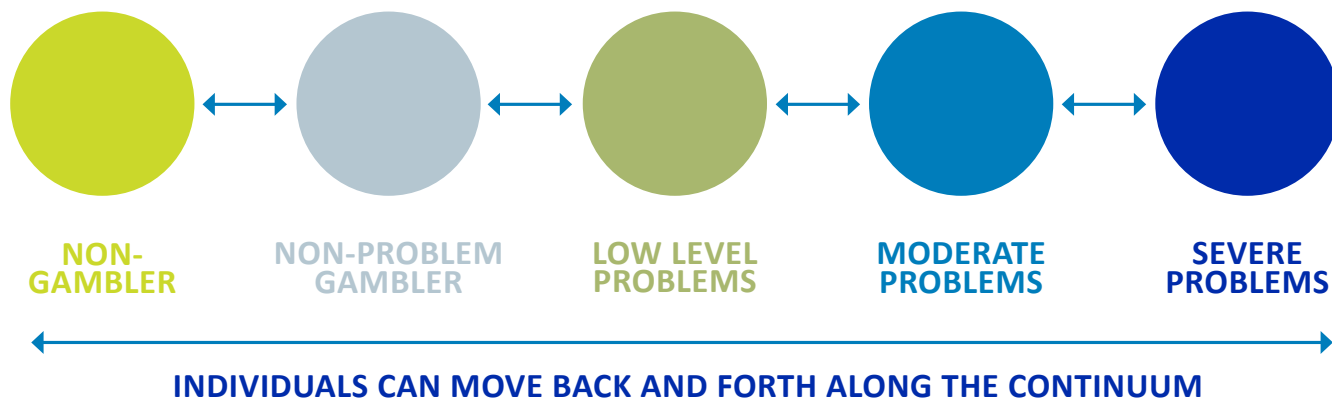 NON-
GAMBLER
NON-PROBLEM
GAMBLER
LOW LEVEL
PROBLEMS
MODERATE
PROBLEMS
SEVERE
PROBLEMS
INDIVIDUALS CAN MOVE BACK AND FORTH ALONG THE CONTINUUM